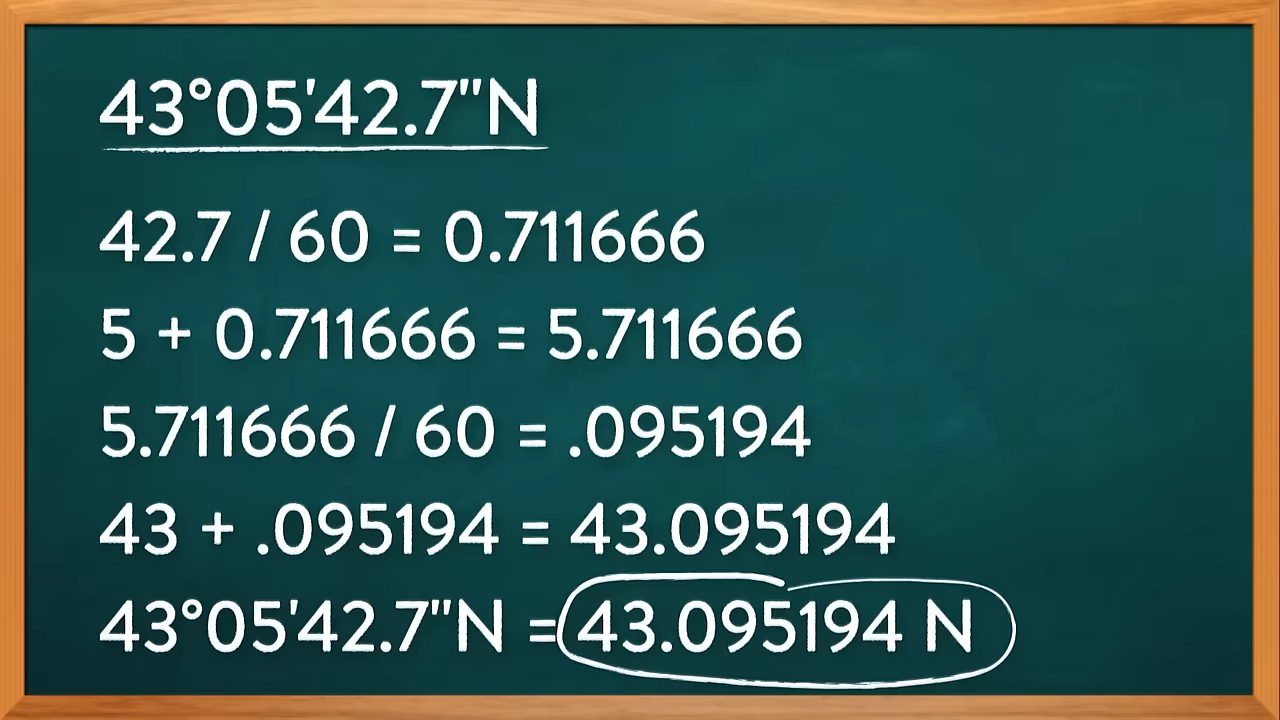 43°05'42.7"N
42.7 / 60 = 0.711666
5 + 0.711666 = 5.711666
5.711666 / 60 = .095194
43 + .095194 = 43.095194
43°05'42.7"N = 43.095194 N